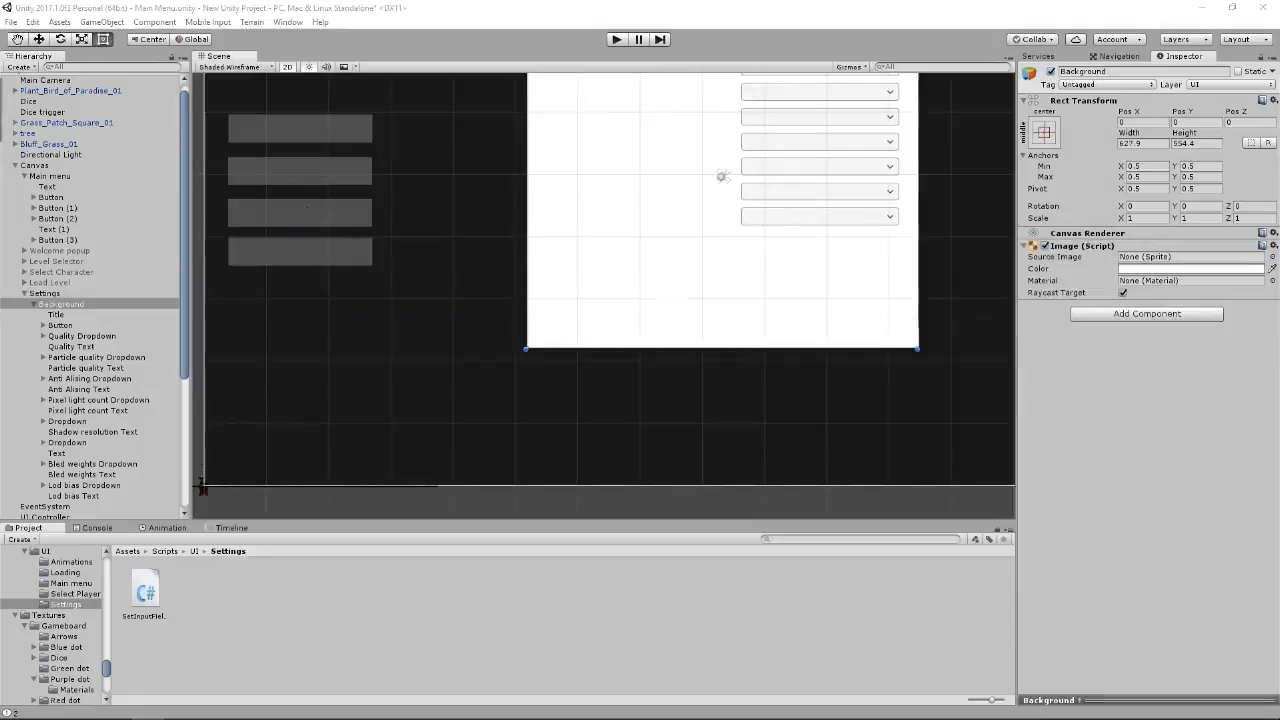 Unity 2017.1.0f3 Personal (64bit) - Main Menu.unity - New Unity Project - PC, Mac & Linux Standalone* <DX11>
File Edit Assets GameObject Component Mobile Input Terrain Window Help
Center Global Collab Account Layers Layout
Hierarchy Scene Services Navigation Inspector
Create All Shaded Wireframe 2D Gizmos All
Main Camera
Plant_Bird_of_Paradise_01
Dice
Dice trigger
Grass_Patch_Square_01
tree
Bluff_Grass_01
Directional Light
Canvas
Main menu
Text
Button
Button (1)
Button (2)
Text (1)
Button (3)
Welcome popup
Level Selector
Select Character
Load Level
Settings
Background
Title
Button
Quality Dropdown
Quality Text
Particle quality Dropdown
Particle quality Text
Anti Alising Dropdown
Anti Alising Text
Pixel light count Dropdown
Pixel light count Text
Dropdown
Shadow resolution Text
Dropdown
Text
Bled weights Dropdown
Bled weights Text
Lod bias Dropdown
Lod bias Text
EventSystem
UI Controller
Background Static
Tag Untagged Layer UI
Rect Transform
center Pos X Pos Y Pos Z
middle 0 0 0
Width Height
627.9 554.4 R
Anchors
Min X 0.5 Y 0.5
Max X 0.5 Y 0.5
Pivot X 0.5 Y 0.5
Rotation X 0 Y 0 Z 0
Scale X 1 Y 1 Z 1
Canvas Renderer
Image (Script)
Source Image None (Sprite)
Color
Material None (Material)
Raycast Target
Add Component
Project Console Animation Timeline
Create
UI
Animations
Loading
Main menu
Select Player
Settings
Textures
Gameboard
Arrows
Blue dot
Dice
Green dot
Purple dot
Materials
Red dot
Assets Scripts UI Settings
C#
SetInputFiel...
Background
2